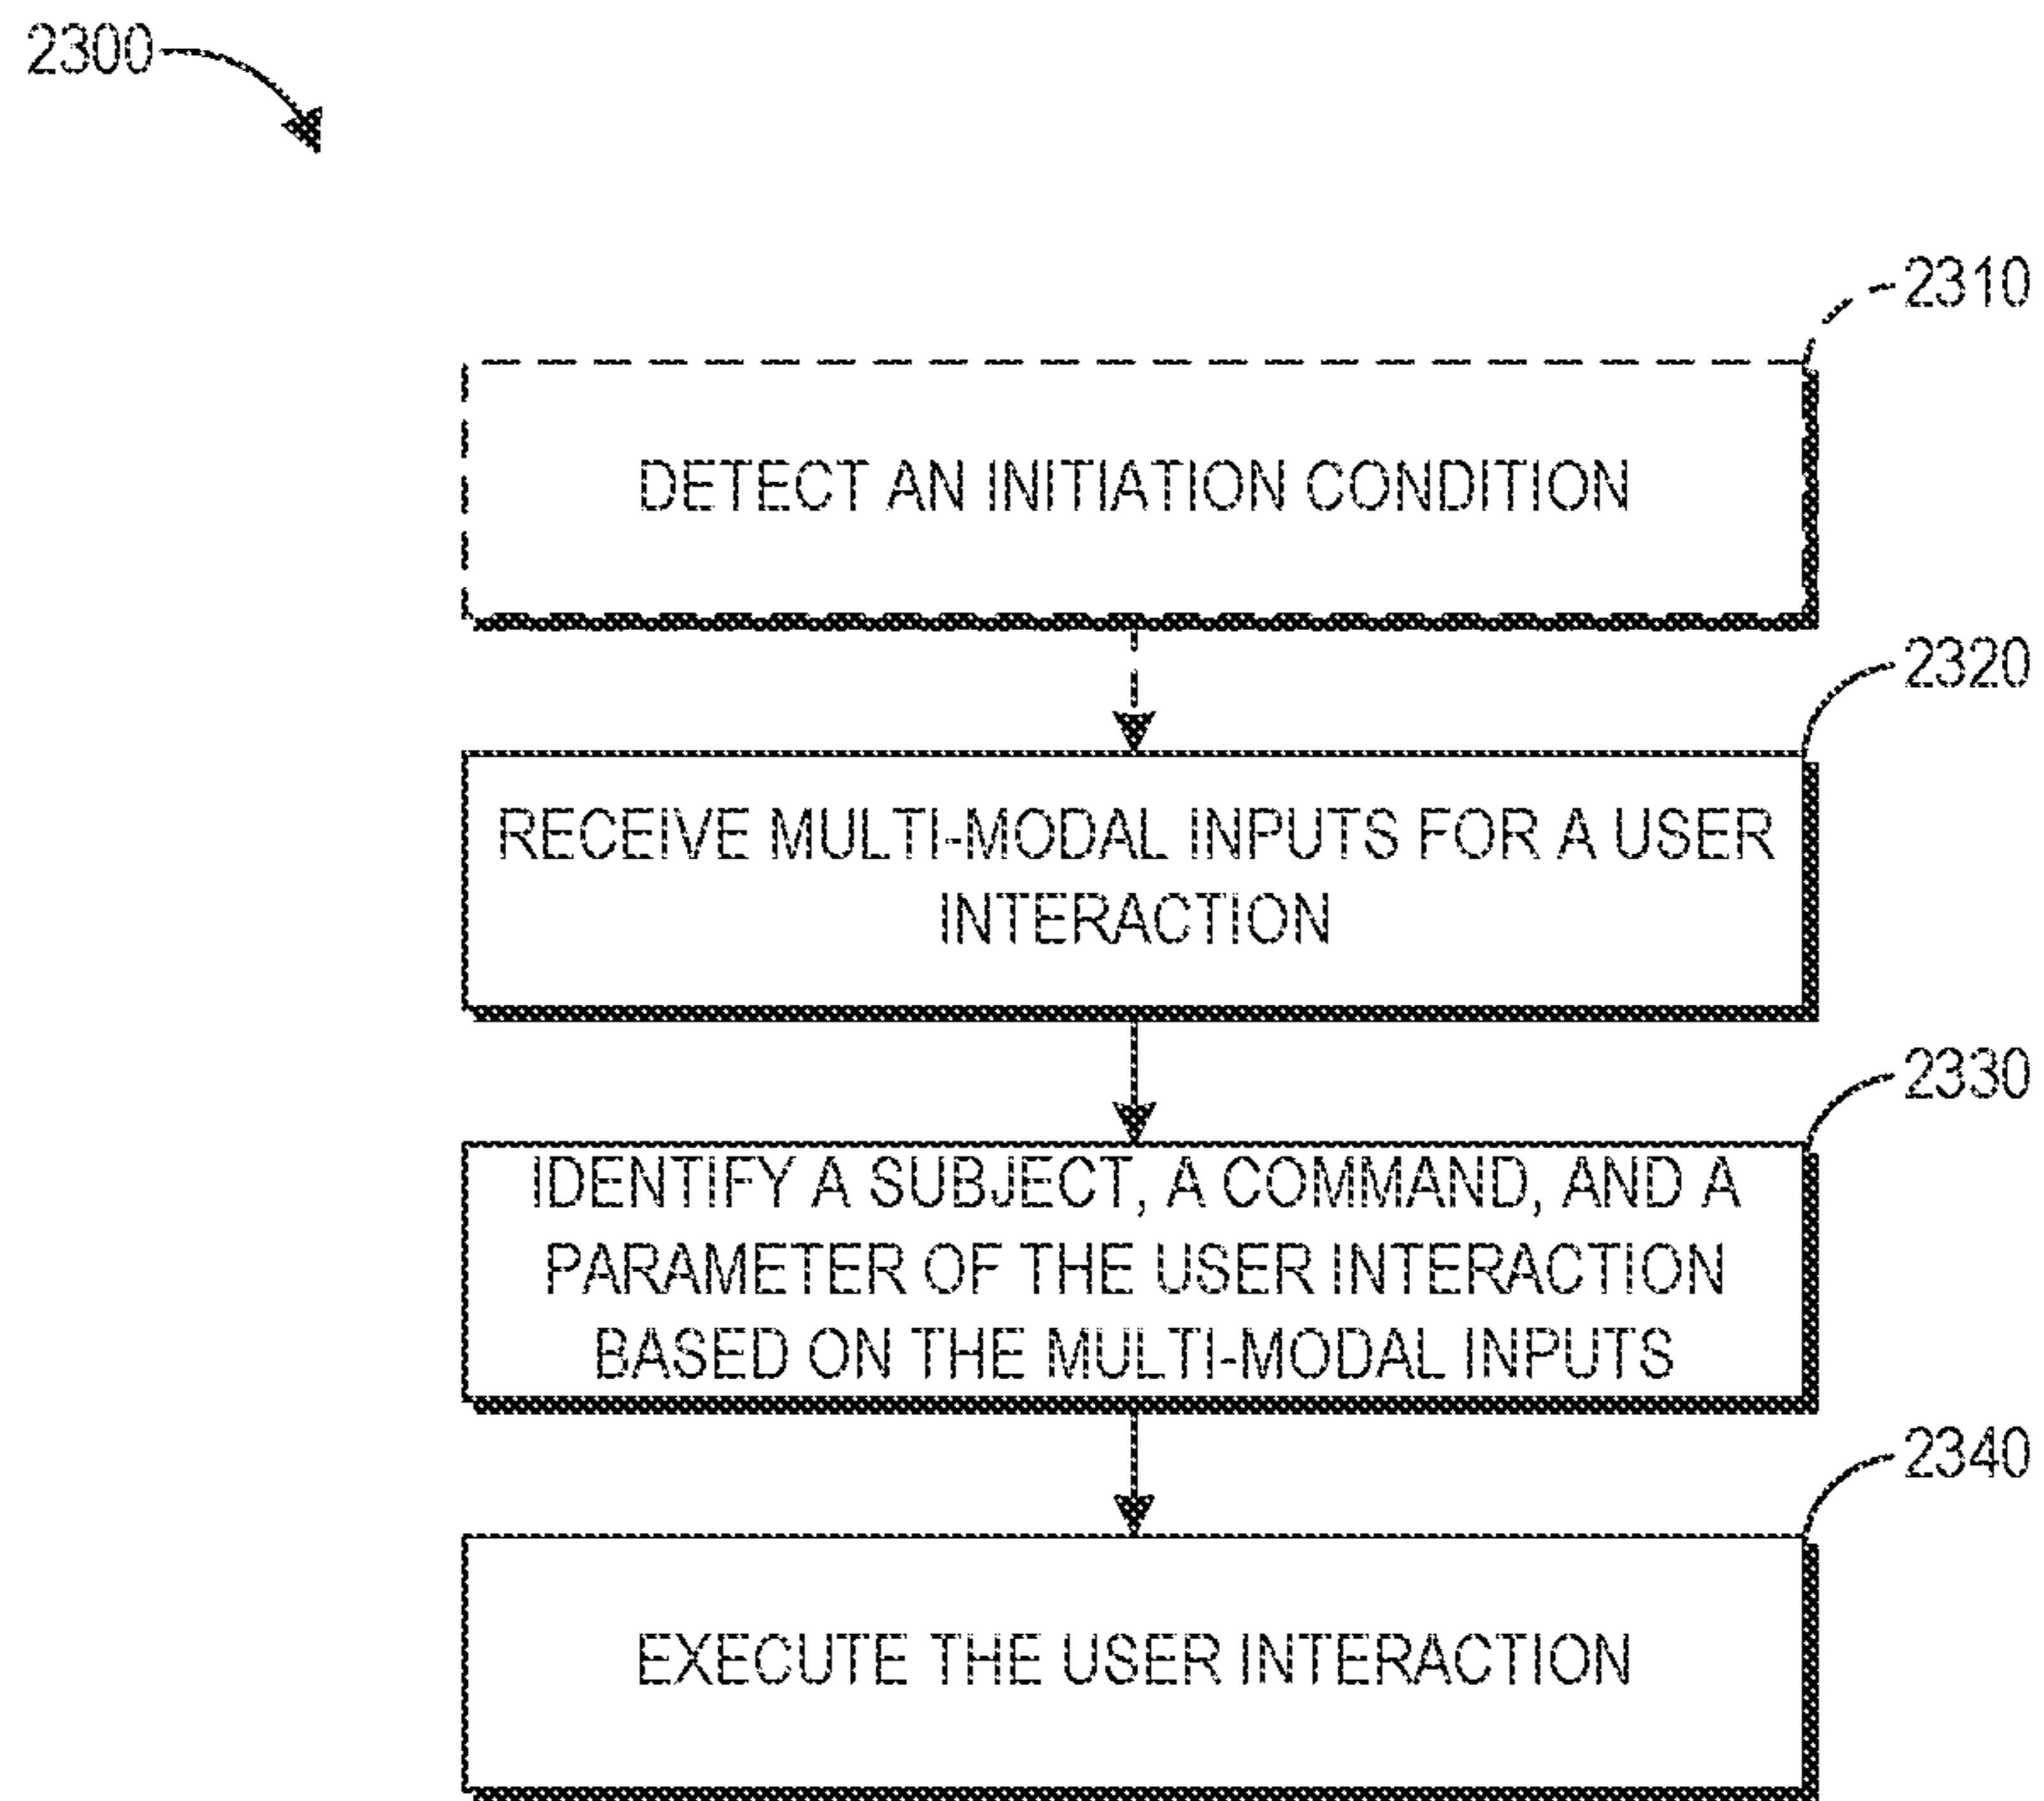 2300
2310
DETECT AN INITIATION CONDITION
2320
RECEIVE MULTI-MODAL INPUTS FOR A USER
INTERACTION
2330
IDENTIFY A SUBJECT, A COMMAND, AND A
PARAMETER OF THE USER INTERACTION
BASED ON THE MULTI-MODAL INPUTS
2340
EXECUTE THE USER INTERACTION